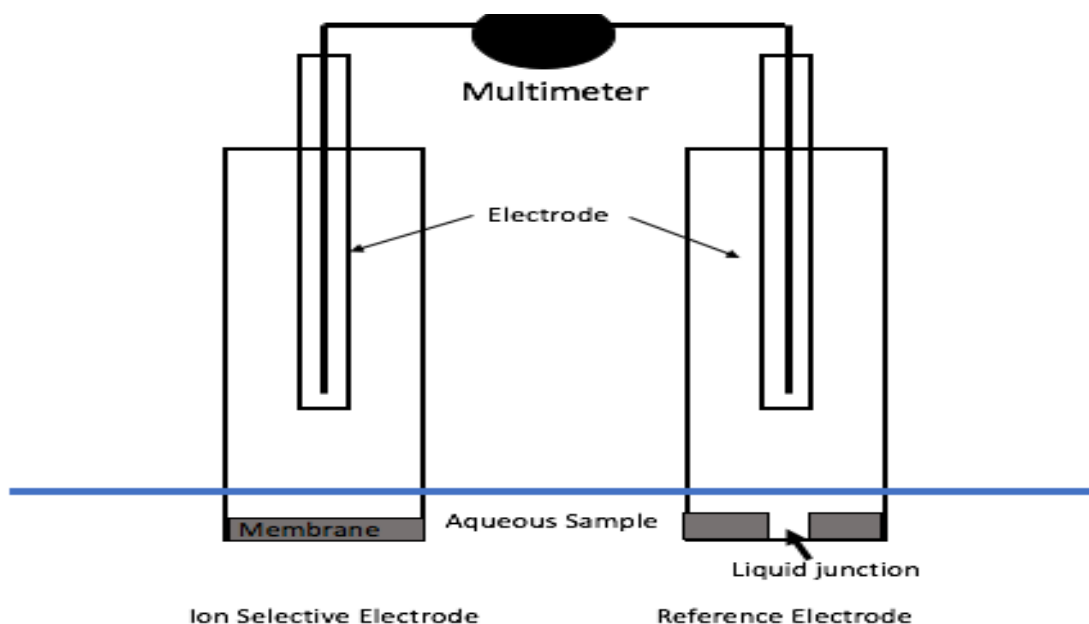 Multimeter
Electrode
Membrane
Aqueous Sample
Liquid junction
Ion Selective Electrode
Reference Electrode